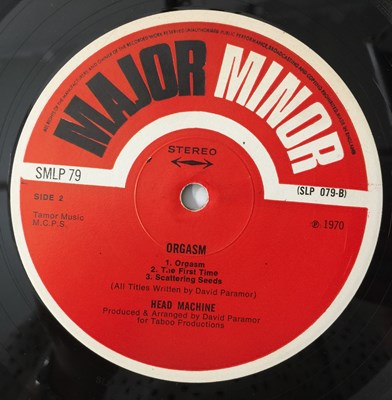 MAJOR MINOR
STEREO
SMLP 79
(SLP 079-B)
SIDE 2
℗ 1970
Tamor Music
M.C.P.S.
ORGASM
1. Orgasm
2. The First Time
3. Scattering Seeds
(All Titles Written by David Paramor)
HEAD MACHINE
Produced & Arranged by David Paramor
for Taboo Productions